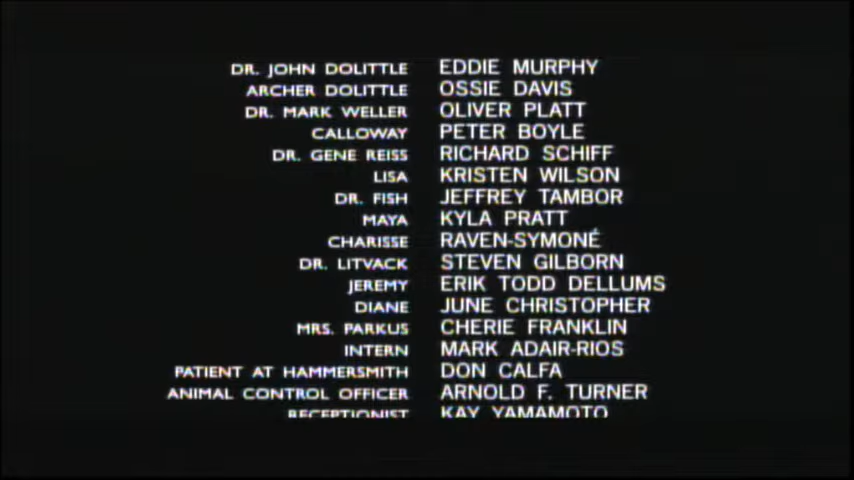 DR. JOHN DOLITTLE EDDIE MURPHY
ARCHER DOLITTLE OSSIE DAVIS
DR. MARK WELLER OLIVER PLATT
CALLOWAY PETER BOYLE
DR. GENE REISS RICHARD SCHIFF
LISA KRISTEN WILSON
DR. FISH JEFFREY TAMBOR
MAYA KYLA PRATT
CHARISSE RAVEN-SYMONÉ
DR. LITVACK STEVEN GILBORN
JEREMY ERIK TODD DELLUMS
DIANE JUNE CHRISTOPHER
MRS. PARKUS CHERIE FRANKLIN
INTERN MARK ADAIR-RIOS
PATIENT AT HAMMERSMITH DON CALFA
ANIMAL CONTROL OFFICER ARNOLD F. TURNER
RECEPTIONIST KAY YAMAMOTO